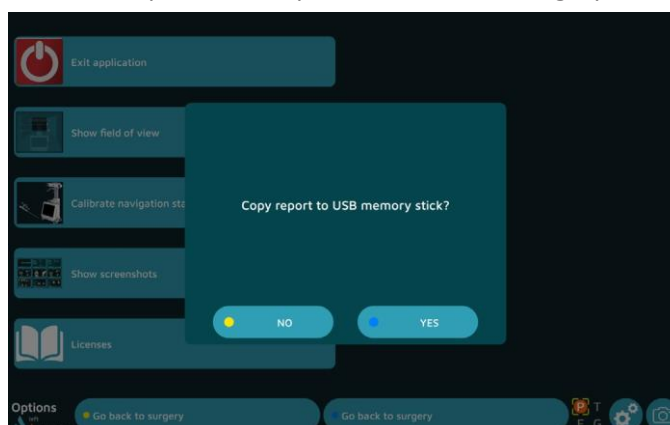 Exit application
Show field of view
Calibrate navigation sta
Copy report to USB memory stick?
Show screenshots
NO
YES
Licenses
Options
Go back to surgery
Go back to surgery
P T